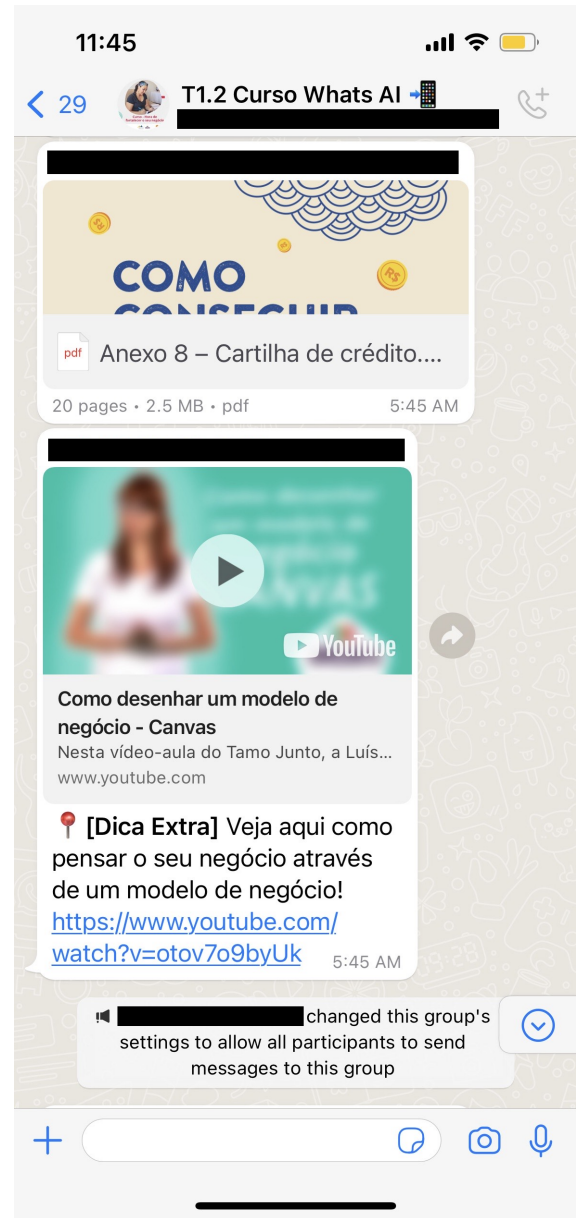 11:45
29
T1.2 Curso Whats AI 📲
COMO
CONSEGUIR
pdf Anexo 8 – Cartilha de crédito....
20 pages • 2.5 MB • pdf 5:45 AM
YouTube
Como desenhar um modelo de
negócio - Canvas
Nesta vídeo-aula do Tamo Junto, a Luís...
www.youtube.com
📍 [Dica Extra] Veja aqui como
pensar o seu negócio através
de um modelo de negócio!
https://www.youtube.com/
watch?v=otov7o9byUk 5:45 AM
changed this group's
settings to allow all participants to send
messages to this group